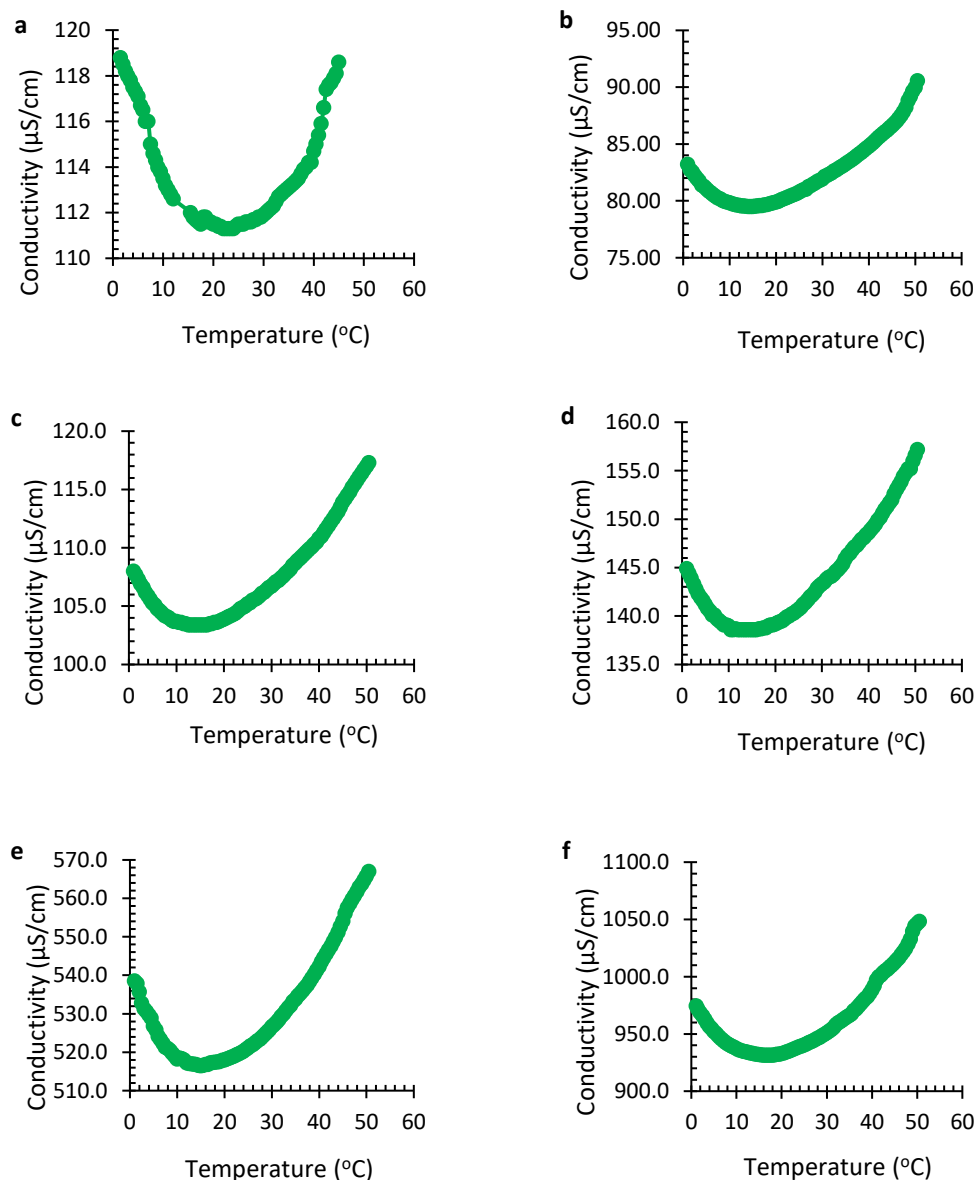 a
120
118
116
114
112
110
0 10 20 30 40 50 60
Conductivity (µS/cm)
Temperature (oC)
b
95.00
90.00
85.00
80.00
75.00
0 10 20 30 40 50 60
Conductivity (µS/cm)
Temperature (oC)
c
120.0
115.0
110.0
105.0
100.0
0 10 20 30 40 50 60
Conductivity (µS/cm)
Temperature (oC)
d
160.0
155.0
150.0
145.0
140.0
135.0
0 10 20 30 40 50 60
Conductivity (µS/cm)
Temperature (oC)
e
570.0
560.0
550.0
540.0
530.0
520.0
510.0
0 10 20 30 40 50 60
Conductivity (µS/cm)
Temperature (oC)
f
1100.0
1050.0
1000.0
950.0
900.0
0 10 20 30 40 50 60
Conductivity (µS/cm)
Temperature (oC)